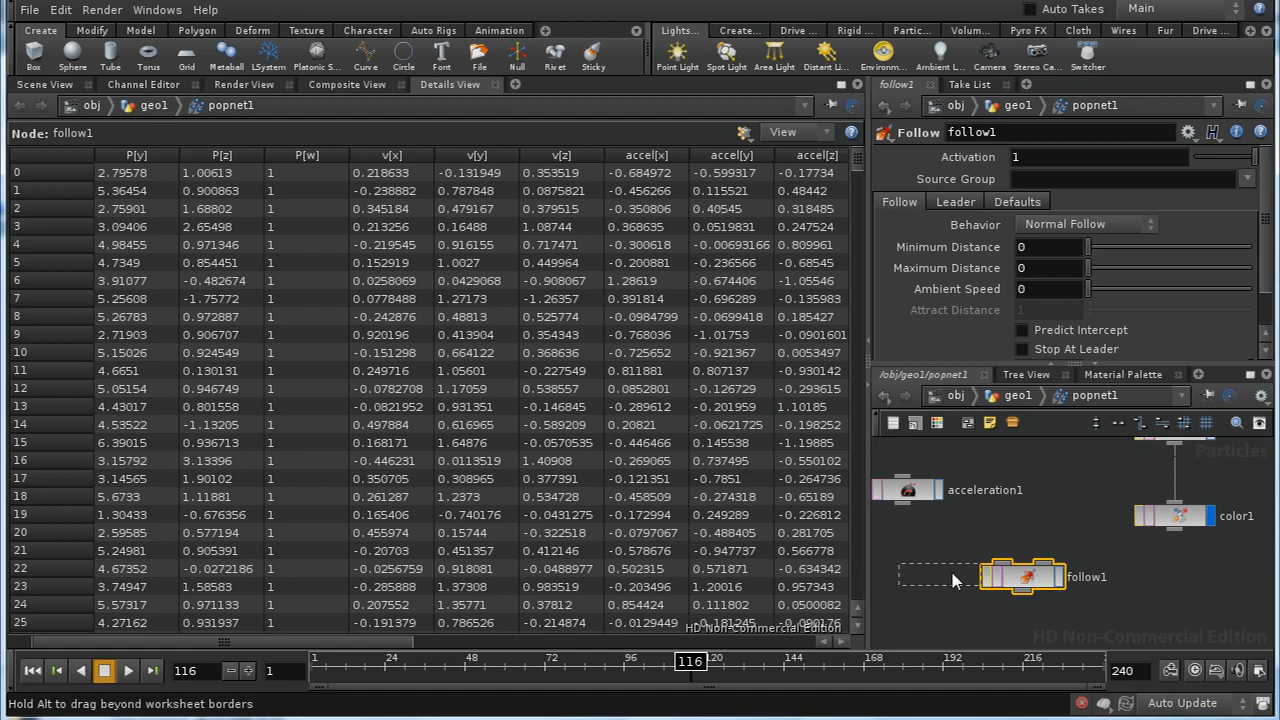 File Edit Render Windows Help Auto Takes Main
Create Modify Model Polygon Deform Texture Character Auto Rigs Animation Lights... Create... Drive ... Rigid ... Partic... Volum... Pyro FX Cloth Wires Fur Drive ...
Box Sphere Tube Torus Grid Metaball LSystem Platonic S... Curve Circle Font File Null Rivet Sticky Point Light Spot Light Area Light Distant Li... Environm... Ambient L... Camera Stereo Ca... Switcher
Scene View Channel Editor Render View Composite View Details View follow1 Take List
obj geo1 popnet1 obj geo1 popnet1
Node: follow1 View
P[y] P[z] P[w] v[x] v[y] v[z] accel[x] accel[y] accel[z]
0 2.79578 1.00613 1 0.218633 -0.131949 0.353519 -0.684972 -0.599317 -0.17734
1 5.36454 0.900863 1 -0.238882 0.787848 0.0875821 -0.456266 0.115521 0.48442
2 2.75901 1.68802 1 0.345184 0.479167 0.379515 -0.350806 0.40545 0.318485
3 3.09406 2.65498 1 0.213256 0.16488 1.08744 0.368635 0.0519831 0.247524
4 4.98455 0.971346 1 -0.219545 0.916155 0.717471 -0.300618 -0.00693166 0.809961
5 4.7349 0.854451 1 0.152919 1.0027 0.449964 -0.200881 -0.236566 -0.68545
6 3.91077 -0.482674 1 0.0258069 0.0429068 -0.908067 1.28619 -0.674406 -1.05546
7 5.25608 -1.75772 1 0.0778488 1.27173 -1.26357 0.391814 -0.696289 -0.135983
8 5.26783 0.972887 1 -0.242876 0.48813 0.525774 -0.0984799 -0.0699418 0.185427
9 2.71903 0.906707 1 0.920196 0.413904 0.354343 -0.768036 -1.01753 -0.0901601
10 5.15026 0.924549 1 -0.151298 0.664122 0.368636 -0.725652 -0.921367 0.0053497
11 4.6651 0.130131 1 0.249716 1.05601 -0.227549 0.811881 0.807137 -0.930142
12 5.05154 0.946749 1 -0.0782708 1.17059 0.536557 0.0852801 -0.126729 -0.293615
13 4.43017 0.801558 1 -0.0821952 0.931351 -0.146845 -0.289612 -0.201959 1.10185
14 4.53522 -1.13205 1 0.497884 0.616965 -0.589209 0.20821 -0.0621725 -0.198252
15 6.39015 0.936713 1 0.168171 1.64876 -0.0570535 -0.446466 0.145538 -1.19885
16 3.15792 3.13396 1 -0.446231 0.0113519 1.40903 -0.269065 0.737495 -0.550102
17 3.14565 1.90102 1 0.350705 0.308965 0.377391 -0.121351 -0.7851 -0.264736
18 5.6733 1.11881 1 0.261287 1.2373 0.534728 -0.458509 -0.274318 -0.65189
19 1.30433 -0.676356 1 0.165406 -0.740176 -0.0431431 -0.172994 0.249289 -0.226812
20 2.59585 0.577194 1 0.455974 -0.322518 -0.0797067 0.281705
21 5.24981 0.905391 1 -0.20703 0.451357 0.412146 -0.578676 -0.947737 0.566778
22 4.67352 -0.0272186 1 -0.206381 0.918081 -0.0488977 0.502315 0.571871 -0.634342
23 3.74947 1.58583 1 -0.285888 1.37308 0.983519 -0.203496 1.20016 0.957343
24 5.57317 0.971133 1 0.207552 1.35771 0.37812 0.854424 0.111802 0.0500082
25 4.27162 0.931937 1 -0.191379 0.786526 -0.214874 -0.0129449
HD Non-Commercial Edition
Follow follow1
Activation 1
Source Group
Follow Leader Defaults
Behavior Normal Follow
Minimum Distance 0
Maximum Distance 0
Ambient Speed 0
Attract Distance 1
Predict Intercept
Stop At Leader
/obj/geo1/popnet1 Tree View Material Palette
obj geo1 popnet1
Particles
acceleration1
color1
follow1
HD Non-Commercial Edition
116 1 1 24 48 72 96 116 120 144 168 192 216 240
Hold Alt to drag beyond worksheet borders Auto Update